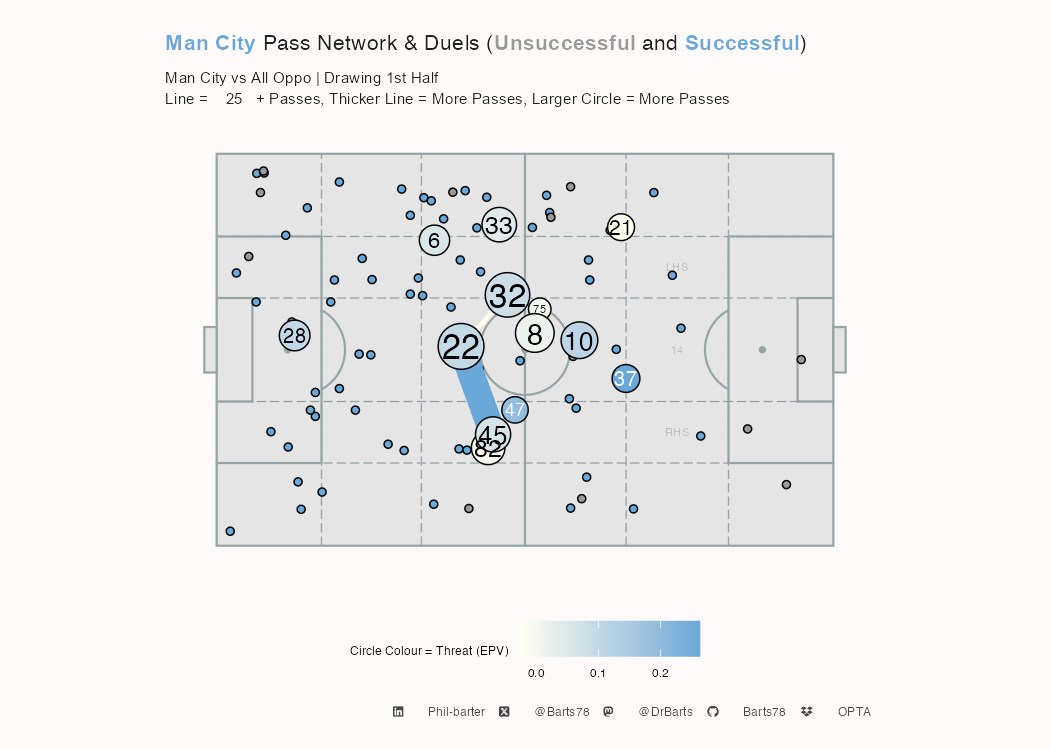 Man City Pass Network & Duels (Unsuccessful and Successful)
Man City vs All Oppo | Drawing 1st Half
Line = 25 + Passes, Thicker Line = More Passes, Larger Circle = More Passes
33
21
6
LHS
32
75
8
28
22
10
14
37
47
45
82
RHS
Circle Colour = Threat (EPV)
0.0 0.1 0.2
Phil-barter @Barts78 @DrBarts Barts78 OPTA